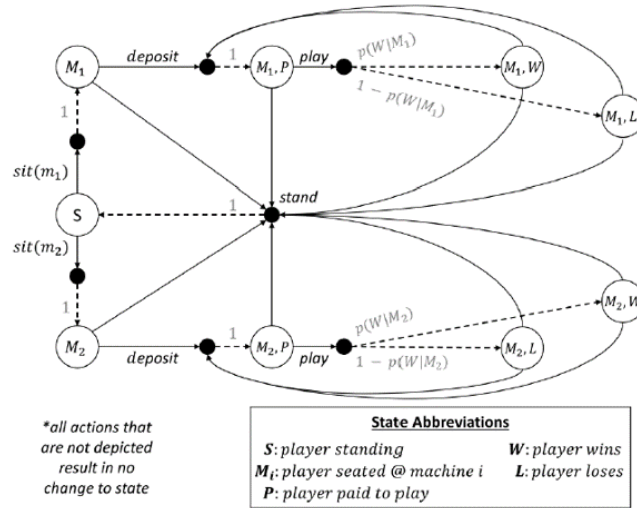 M₁ deposit 1 M₁, P play p(W|M₁) M₁, W
1 − p(W|M₁) M₁, L
1
sit(m₁)
S 1 stand
sit(m₂)
1
M₂, W
p(W|M₂)
M₂ deposit 1 M₂, P play 1 − p(W|M₂) M₂, L
*all actions that
are not depicted
result in no
change to state
State Abbreviations
S: player standing W: player wins
Mᵢ: player seated @ machine i L: player loses
P: player paid to play